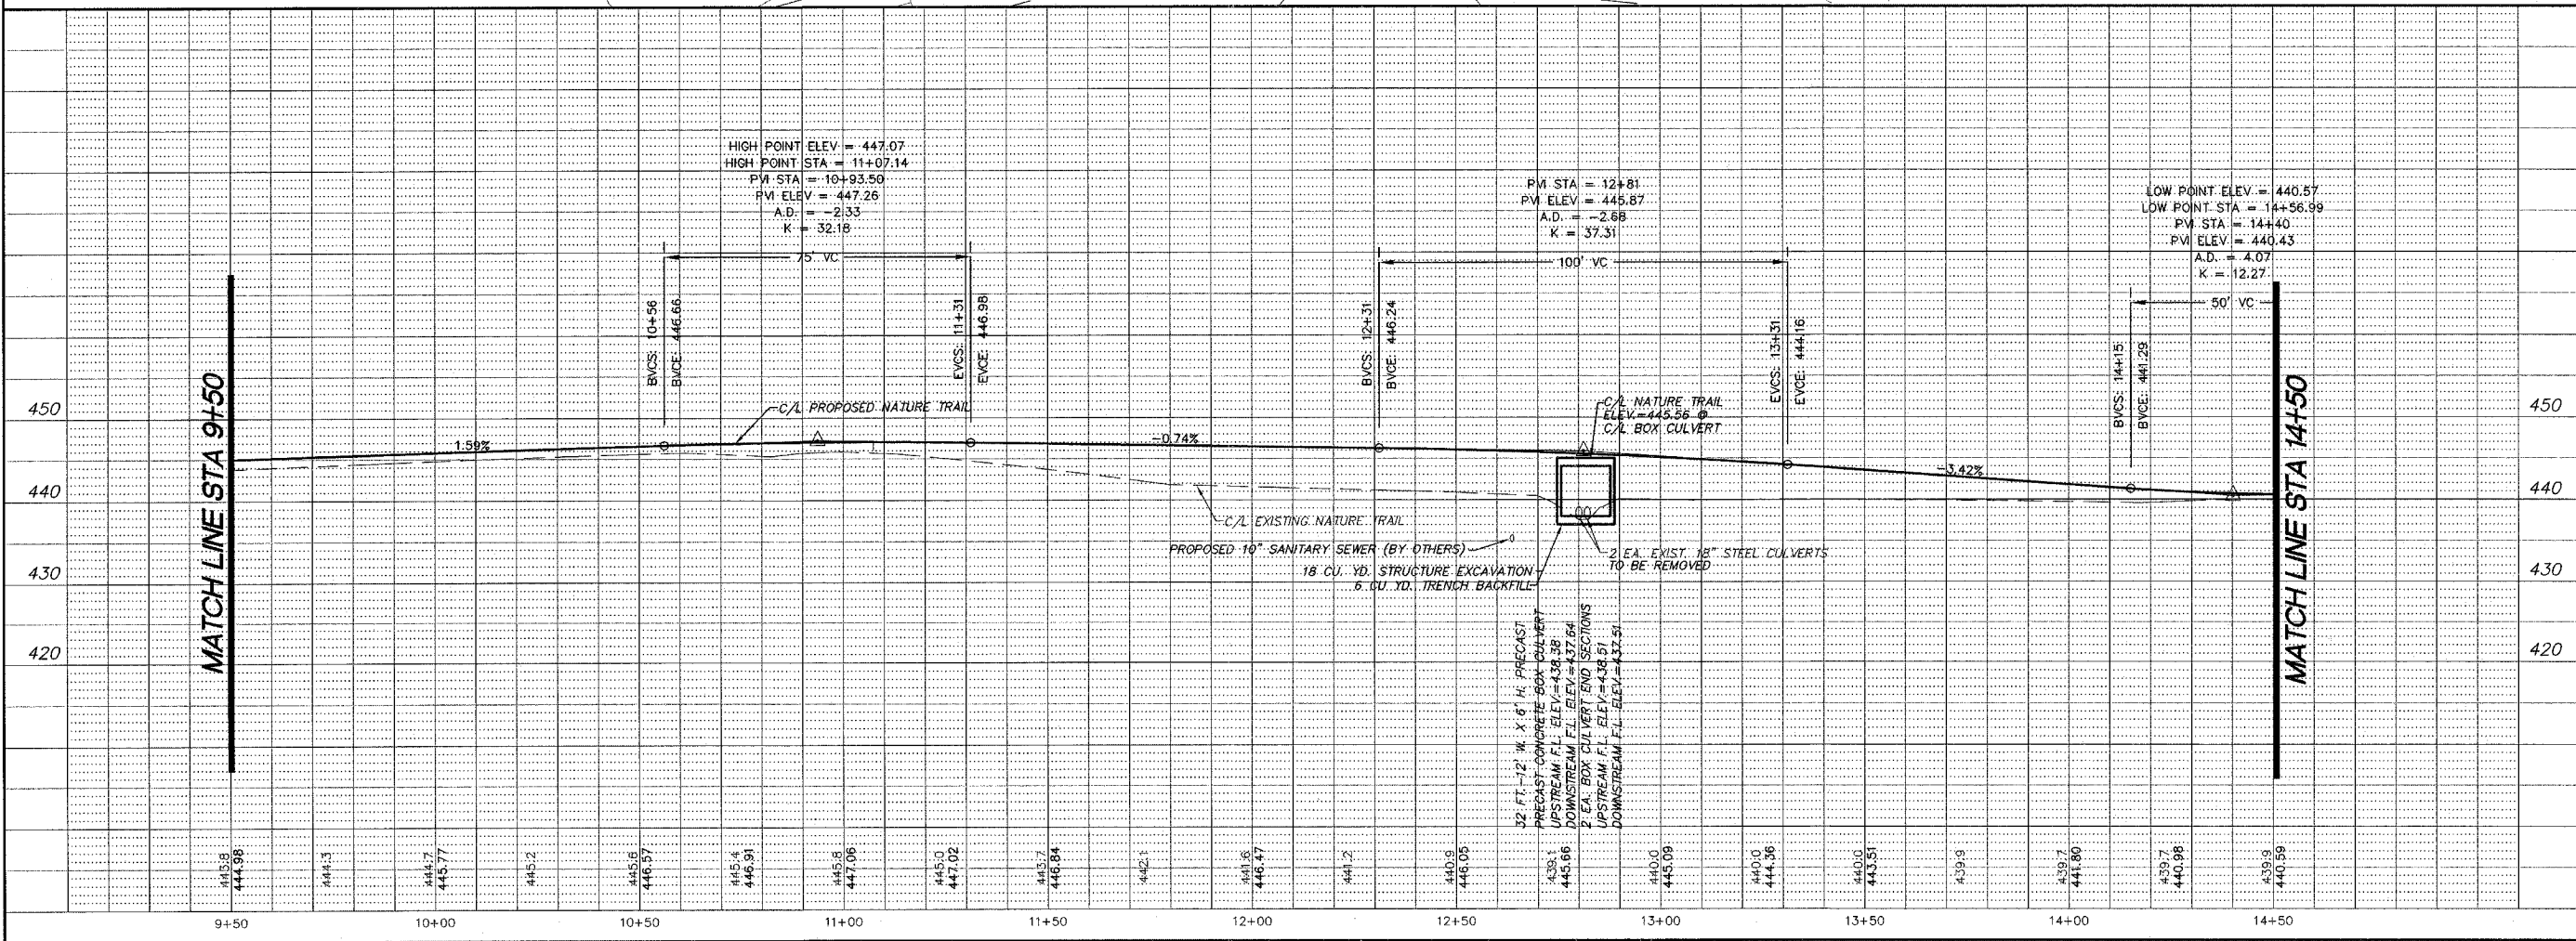 HIGH POINT ELEV = 447.07
HIGH POINT STA = 11+07.14
PVI STA = 10+93.50
PVI ELEV = 447.26
A.D. = -2.33
K = 32.18
75' VC
BVCS: 10+56
BVCE: 446.66
EVCS: 11+31
EVCE: 446.98
PVI STA = 12+81
PVI ELEV = 445.87
A.D. = -2.68
K = 37.31
100' VC
BVCS: 12+31
BVCE: 446.24
EVCS: 13+31
EVCE: 444.16
LOW POINT ELEV = 440.57
LOW POINT STA = 14+56.99
PVI STA = 14+40
PVI ELEV = 440.43
A.D. = 4.07
K = 12.27
50' VC
BVCS: 14+15
BVCE: 441.29
MATCH LINE STA 9+50
MATCH LINE STA 14+50
450
440
430
420
450
440
430
420
1.59%
C/L PROPOSED NATURE TRAIL
-0.74%
C/L NATURE TRAIL
ELEV.=445.56 @
C/L BOX CULVERT
-3.42%
C/L EXISTING NATURE TRAIL
PROPOSED 10" SANITARY SEWER (BY OTHERS)
18 CU. YD. STRUCTURE EXCAVATION
6 CU YD. TRENCH BACKFILL
2 EA. EXIST. 18" STEEL CULVERTS
TO BE REMOVED
32 FT.-12' W. X 6' H. PRECAST
PRECAST CONCRETE BOX CULVERT
UPSTREAM F.L. ELEV.=438.38
DOWNSTREAM F.L. ELEV.=437.64
2 EA. BOX CULVERT END SECTIONS
UPSTREAM F.L. ELEV.=438.51
DOWNSTREAM F.L. ELEV.=437.51
443.8
444.98
444.3
444.7
445.77
445.2
445.6
446.57
445.4
446.91
445.8
447.06
445.0
447.02
443.7
446.84
442.1
441.6
446.47
441.2
440.9
446.05
439.1
445.66
440.0
445.09
440.0
444.36
440.0
443.51
439.9
439.7
441.80
439.7
440.98
439.9
440.59
9+50
10+00
10+50
11+00
11+50
12+00
12+50
13+00
13+50
14+00
14+50